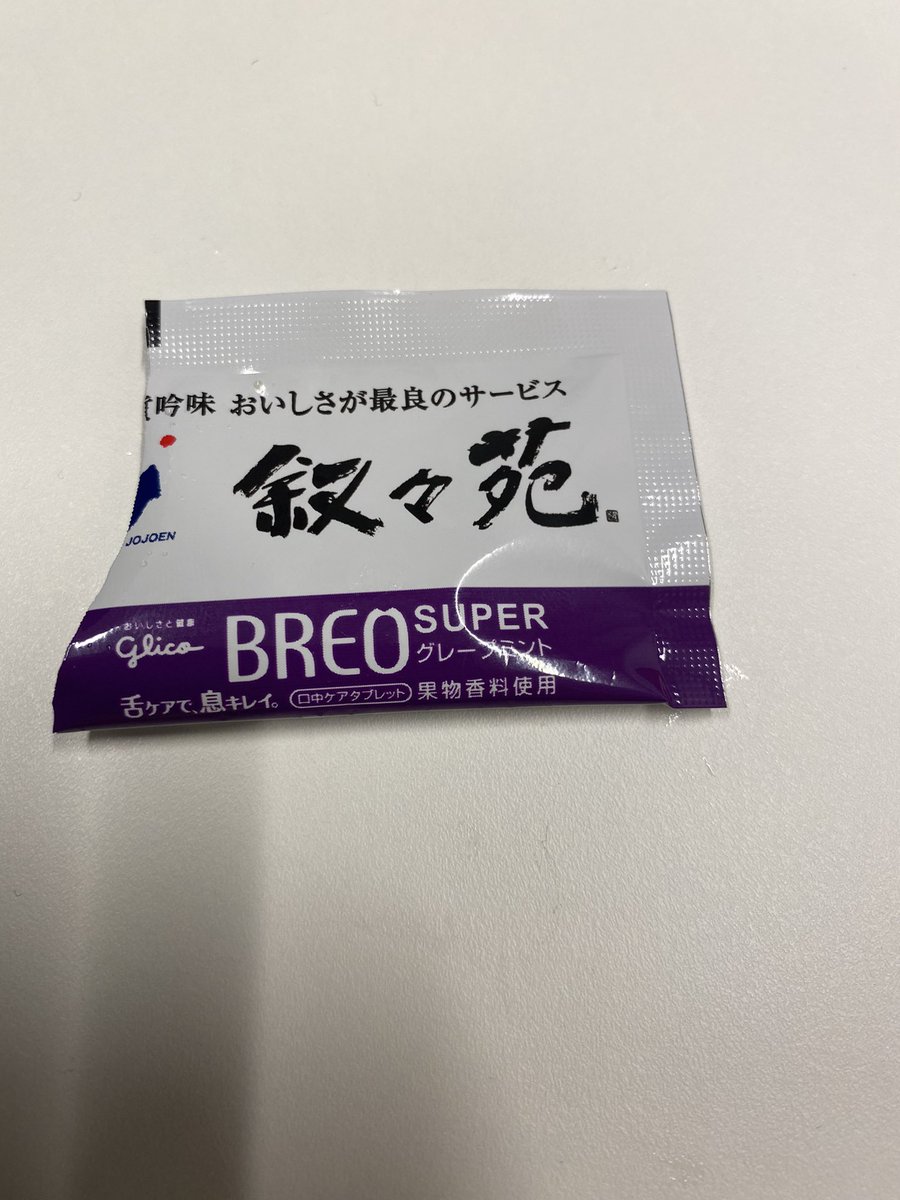 吟味 おいしさが最良のサービス
叙々苑
JOJOEN
おいしさと健康
glico
BREO SUPER
グレープミント
舌ケアで、息キレイ。 口中ケアタブレット 果物香料使用